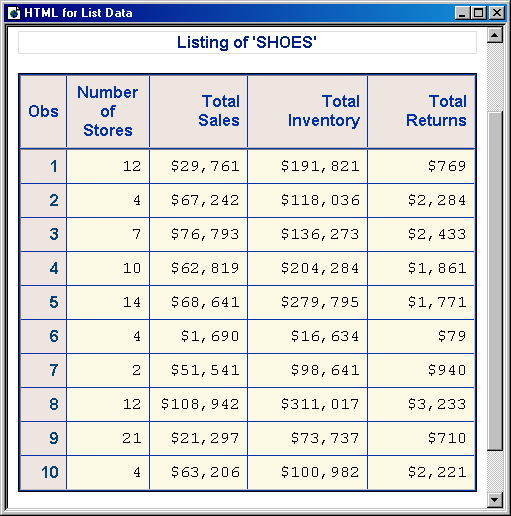 HTML for List Data
Listing of 'SHOES'
Obs Number of Stores Total Sales Total Inventory Total Returns
1 12 $29,761 $191,821 $769
2 4 $67,242 $118,036 $2,284
3 7 $76,793 $136,273 $2,433
4 10 $62,819 $204,284 $1,861
5 14 $68,641 $279,795 $1,771
6 4 $1,690 $16,634 $79
7 2 $51,541 $98,641 $940
8 12 $108,942 $311,017 $3,233
9 21 $21,297 $73,737 $710
10 4 $63,206 $100,982 $2,221